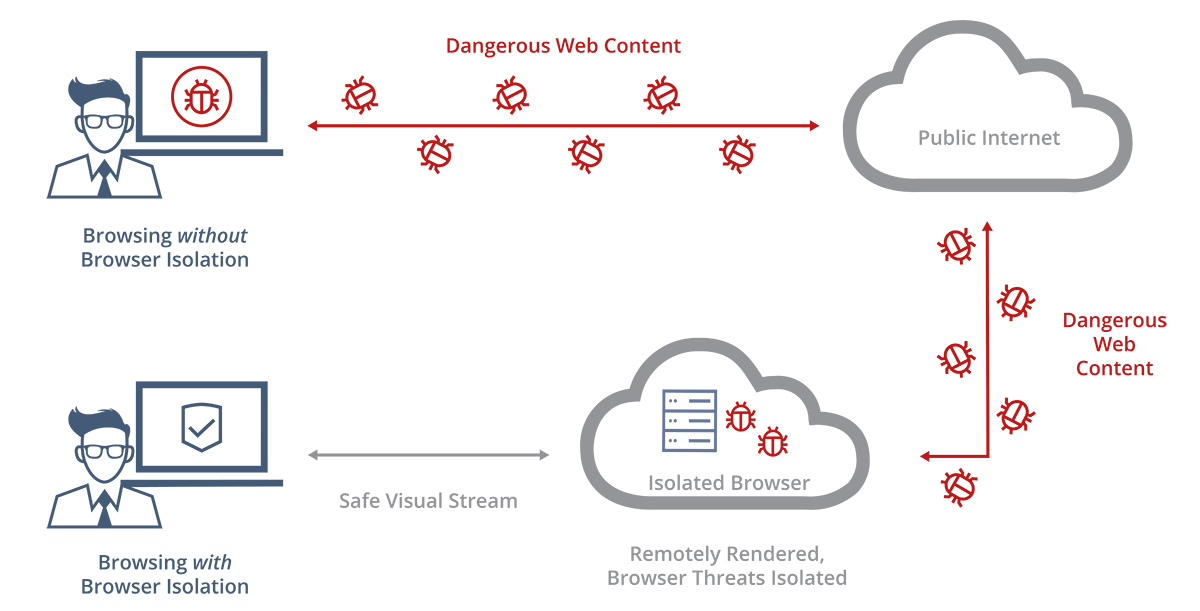 Dangerous Web Content
Public Internet
Browsing without
Browser Isolation
Dangerous
Web
Content
Isolated Browser
Safe Visual Stream
Remotely Rendered,
Browser Threats Isolated
Browsing with
Browser Isolation